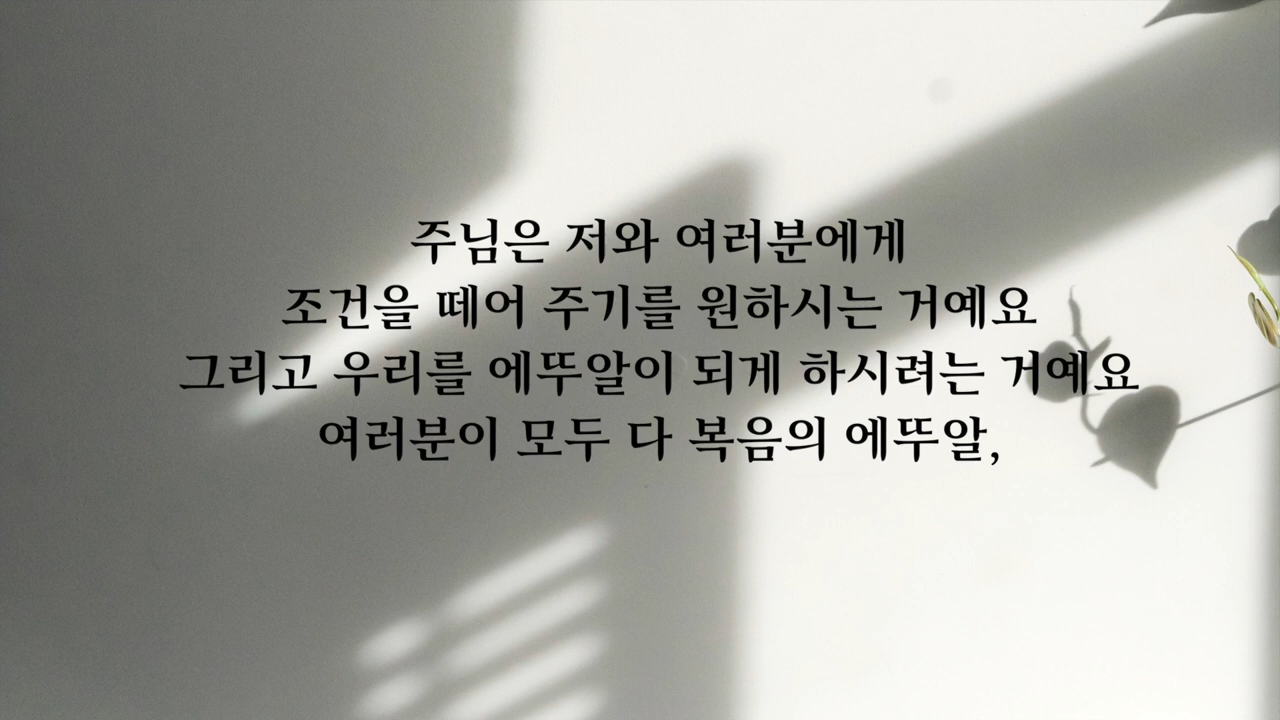 주님은 저와 여러분에게
조건을 떼어 주기를 원하시는 거예요
그리고 우리를 에뚜알이 되게 하시려는 거예요
여러분이 모두 다 복음의 에뚜알,